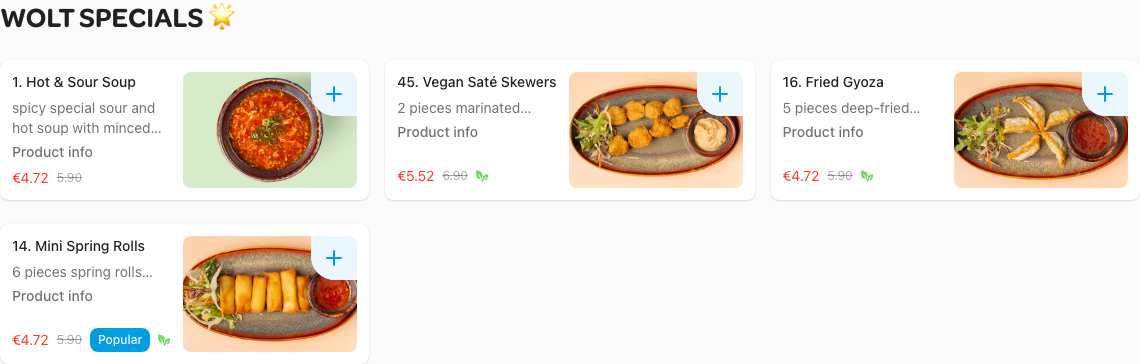 WOLT SPECIALS 🌟
1. Hot & Sour Soup
spicy special sour and
hot soup with minced...
Product info
€4.72 5.90
45. Vegan Saté Skewers
2 pieces marinated...
Product info
€5.52 6.90
16. Fried Gyoza
5 pieces deep-fried...
Product info
€4.72 5.90
14. Mini Spring Rolls
6 pieces spring rolls...
Product info
€4.72 5.90 Popular